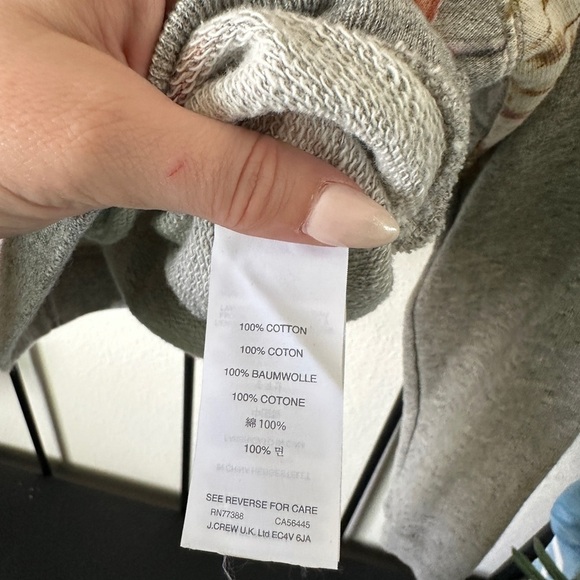 100% COTTON
100% COTON
100% BAUMWOLLE
100% COTONE
綿 100%
100% 면
SEE REVERSE FOR CARE
RN77388 CA56445
J.CREW U.K. Ltd EC4V 6JA